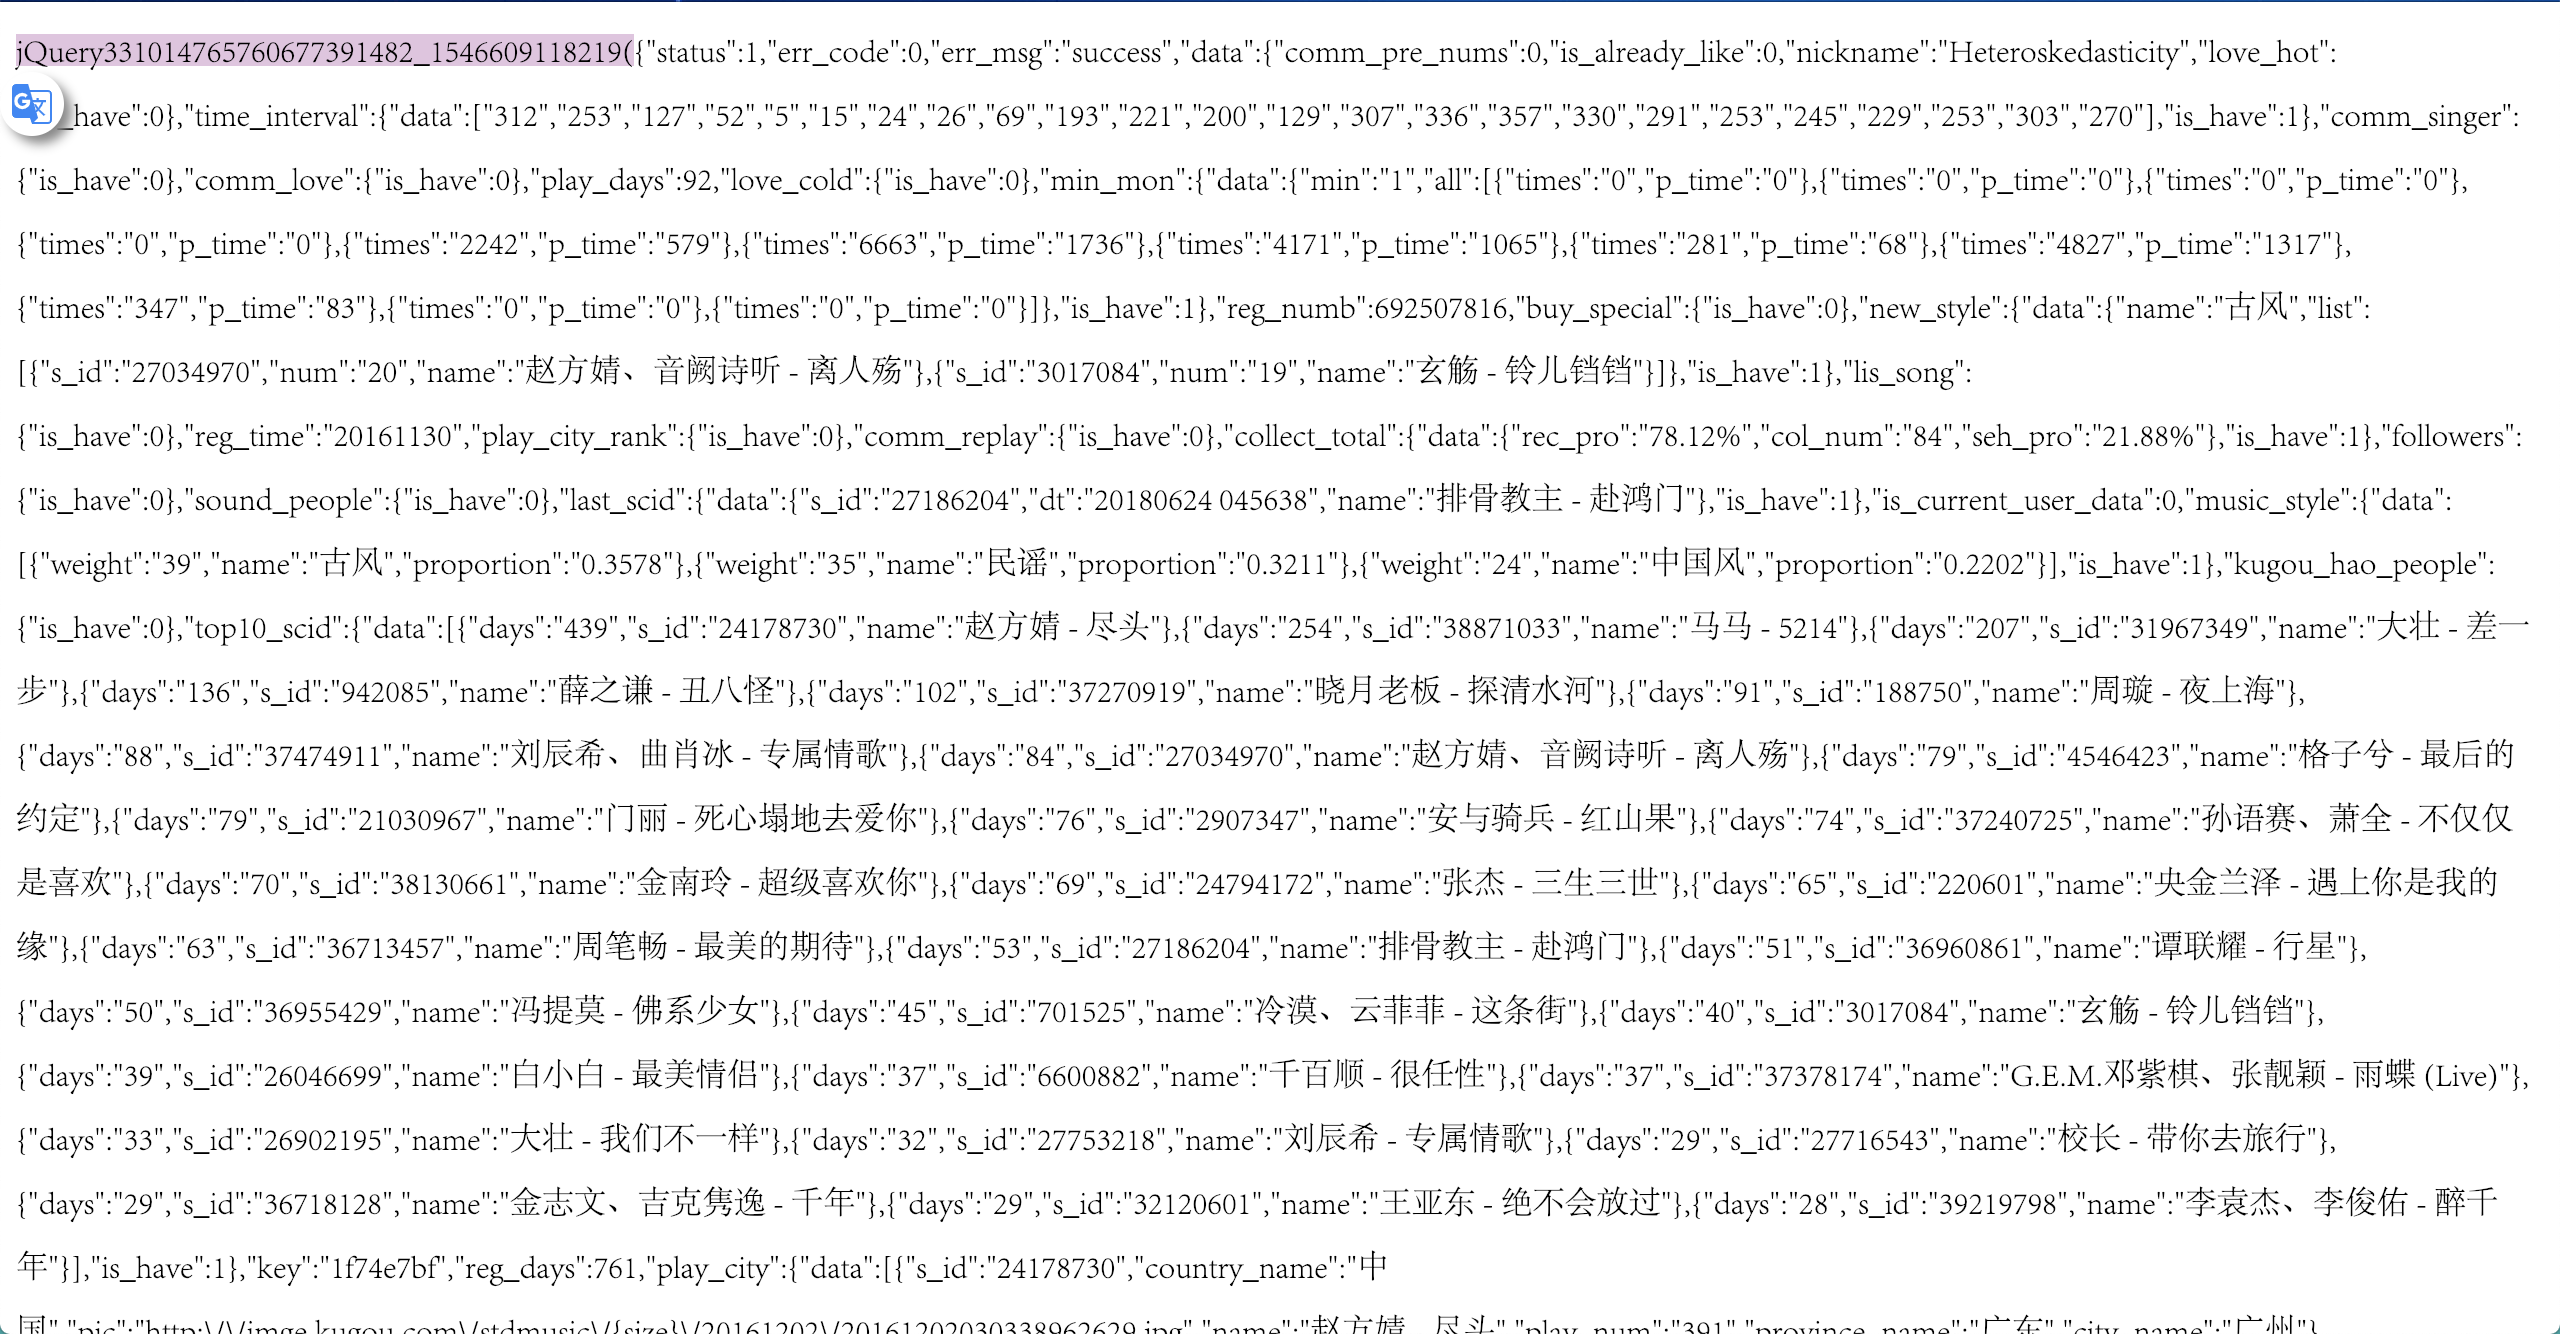 jQuery331014765760677391482_1546609118219({"status":1,"err_code":0,"err_msg":"success","data":{"comm_pre_nums":0,"is_already_like":0,"nickname":"Heteroskedasticity","love_hot":
_have":0},"time_interval":{"data":["312","253","127","52","5","15","24","26","69","193","221","200","129","307","336","357","330","291","253","245","229","253","303","270"],"is_have":1},"comm_singer":
{"is_have":0},"comm_love":{"is_have":0},"play_days":92,"love_cold":{"is_have":0},"min_mon":{"data":{"min":"1","all":[{"times":"0","p_time":"0"},{"times":"0","p_time":"0"},{"times":"0","p_time":"0"},
{"times":"0","p_time":"0"},{"times":"2242","p_time":"579"},{"times":"6663","p_time":"1736"},{"times":"4171","p_time":"1065"},{"times":"281","p_time":"68"},{"times":"4827","p_time":"1317"},
{"times":"347","p_time":"83"},{"times":"0","p_time":"0"},{"times":"0","p_time":"0"}]},"is_have":1},"reg_numb":692507816,"buy_special":{"is_have":0},"new_style":{"data":{"name":"古风","list":
[{"s_id":"27034970","num":"20","name":"赵方婧、音阙诗听 - 离人殇"},{"s_id":"3017084","num":"19","name":"玄觞 - 铃儿铛铛"}]},"is_have":1},"lis_song":
{"is_have":0},"reg_time":"20161130","play_city_rank":{"is_have":0},"comm_replay":{"is_have":0},"collect_total":{"data":{"rec_pro":"78.12%","col_num":"84","seh_pro":"21.88%"},"is_have":1},"followers":
{"is_have":0},"sound_people":{"is_have":0},"last_scid":{"data":{"s_id":"27186204","dt":"20180624 045638","name":"排骨教主 - 赴鸿门"},"is_have":1},"is_current_user_data":0,"music_style":{"data":
[{"weight":"39","name":"古风","proportion":"0.3578"},{"weight":"35","name":"民谣","proportion":"0.3211"},{"weight":"24","name":"中国风","proportion":"0.2202"}],"is_have":1},"kugou_hao_people":
{"is_have":0},"top10_scid":{"data":[{"days":"439","s_id":"24178730","name":"赵方婧 - 尽头"},{"days":"254","s_id":"38871033","name":"马马 - 5214"},{"days":"207","s_id":"31967349","name":"大壮 - 差一
步"},{"days":"136","s_id":"942085","name":"薛之谦 - 丑八怪"},{"days":"102","s_id":"37270919","name":"晓月老板 - 探清水河"},{"days":"91","s_id":"188750","name":"周璇 - 夜上海"},
{"days":"88","s_id":"37474911","name":"刘辰希、曲肖冰 - 专属情歌"},{"days":"84","s_id":"27034970","name":"赵方婧、音阙诗听 - 离人殇"},{"days":"79","s_id":"4546423","name":"格子兮 - 最后的
约定"},{"days":"79","s_id":"21030967","name":"门丽 - 死心塌地去爱你"},{"days":"76","s_id":"2907347","name":"安与骑兵 - 红山果"},{"days":"74","s_id":"37240725","name":"孙语赛、萧全 - 不仅仅
是喜欢"},{"days":"70","s_id":"38130661","name":"金南玲 - 超级喜欢你"},{"days":"69","s_id":"24794172","name":"张杰 - 三生三世"},{"days":"65","s_id":"220601","name":"央金兰泽 - 遇上你是我的
缘"},{"days":"63","s_id":"36713457","name":"周笔畅 - 最美的期待"},{"days":"53","s_id":"27186204","name":"排骨教主 - 赴鸿门"},{"days":"51","s_id":"36960861","name":"谭联耀 - 行星"},
{"days":"50","s_id":"36955429","name":"冯提莫 - 佛系少女"},{"days":"45","s_id":"701525","name":"冷漠、云菲菲 - 这条街"},{"days":"40","s_id":"3017084","name":"玄觞 - 铃儿铛铛"},
{"days":"39","s_id":"26046699","name":"白小白 - 最美情侣"},{"days":"37","s_id":"6600882","name":"千百顺 - 很任性"},{"days":"37","s_id":"37378174","name":"G.E.M.邓紫棋、张靓颖 - 雨蝶 (Live)"},
{"days":"33","s_id":"26902195","name":"大壮 - 我们不一样"},{"days":"32","s_id":"27753218","name":"刘辰希 - 专属情歌"},{"days":"29","s_id":"27716543","name":"校长 - 带你去旅行"},
{"days":"29","s_id":"36718128","name":"金志文、吉克隽逸 - 千年"},{"days":"29","s_id":"32120601","name":"王亚东 - 绝不会放过"},{"days":"28","s_id":"39219798","name":"李袁杰、李俊佑 - 醉千
年"}],"is_have":1},"key":"1f74e7bf","reg_days":761,"play_city":{"data":[{"s_id":"24178730","country_name":"中
国","pic":"http:\/\/imge.kugou.com\/stdmusic\/{size}\/20161202\/20161202030338962629.jpg","name":"赵方婧 - 尽头","play_num":"391","province_name":"广东","city_name":"广州"}